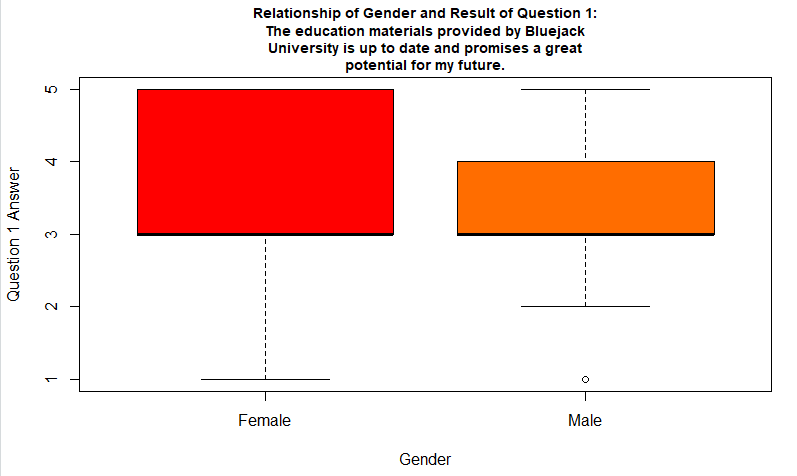 Relationship of Gender and Result of Question 1:
The education materials provided by Bluejack
University is up to date and promises a great
potential for my future.
Question 1 Answer
5
4
3
2
1
Female
Male
Gender